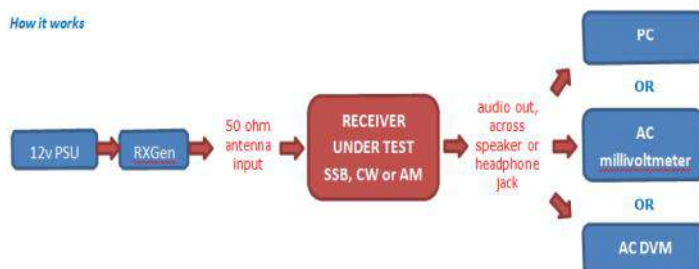 How it works
12v PSU
RXGen
50 ohm
antenna
input
RECEIVER
UNDER TEST
SSB, CW or AM
audio out,
across
speaker or
headphone
jack
PC
OR
AC
millivoltmeter
OR
AC DVM